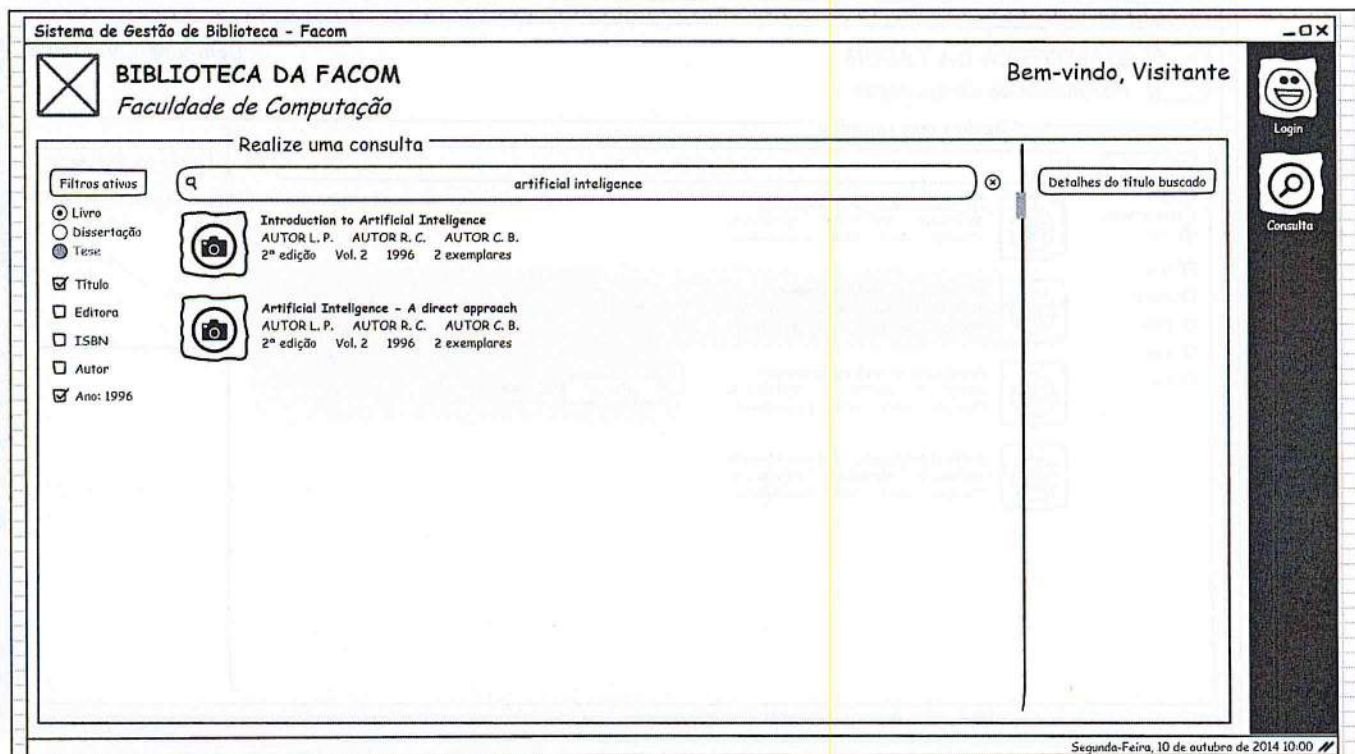 Sistema de Gestão de Biblioteca - Facom
BIBLIOTECA DA FACOM
Faculdade de Computação
Bem-vindo, Visitante
Login
Consulta
Realize uma consulta
Filtros ativos
artificial inteligence
Detalhes do título buscado
Livro
Dissertação
Tese
Título
Editora
ISBN
Autor
Ano: 1996
Introduction to Artificial Inteligence
AUTOR L. P. AUTOR R. C. AUTOR C. B.
2ª edição Vol. 2 1996 2 exemplares
Artificial Inteligence - A direct approach
AUTOR L. P. AUTOR R. C. AUTOR C. B.
2ª edição Vol. 2 1996 2 exemplares
Segunda-Feira, 10 de outubro de 2014 10:00